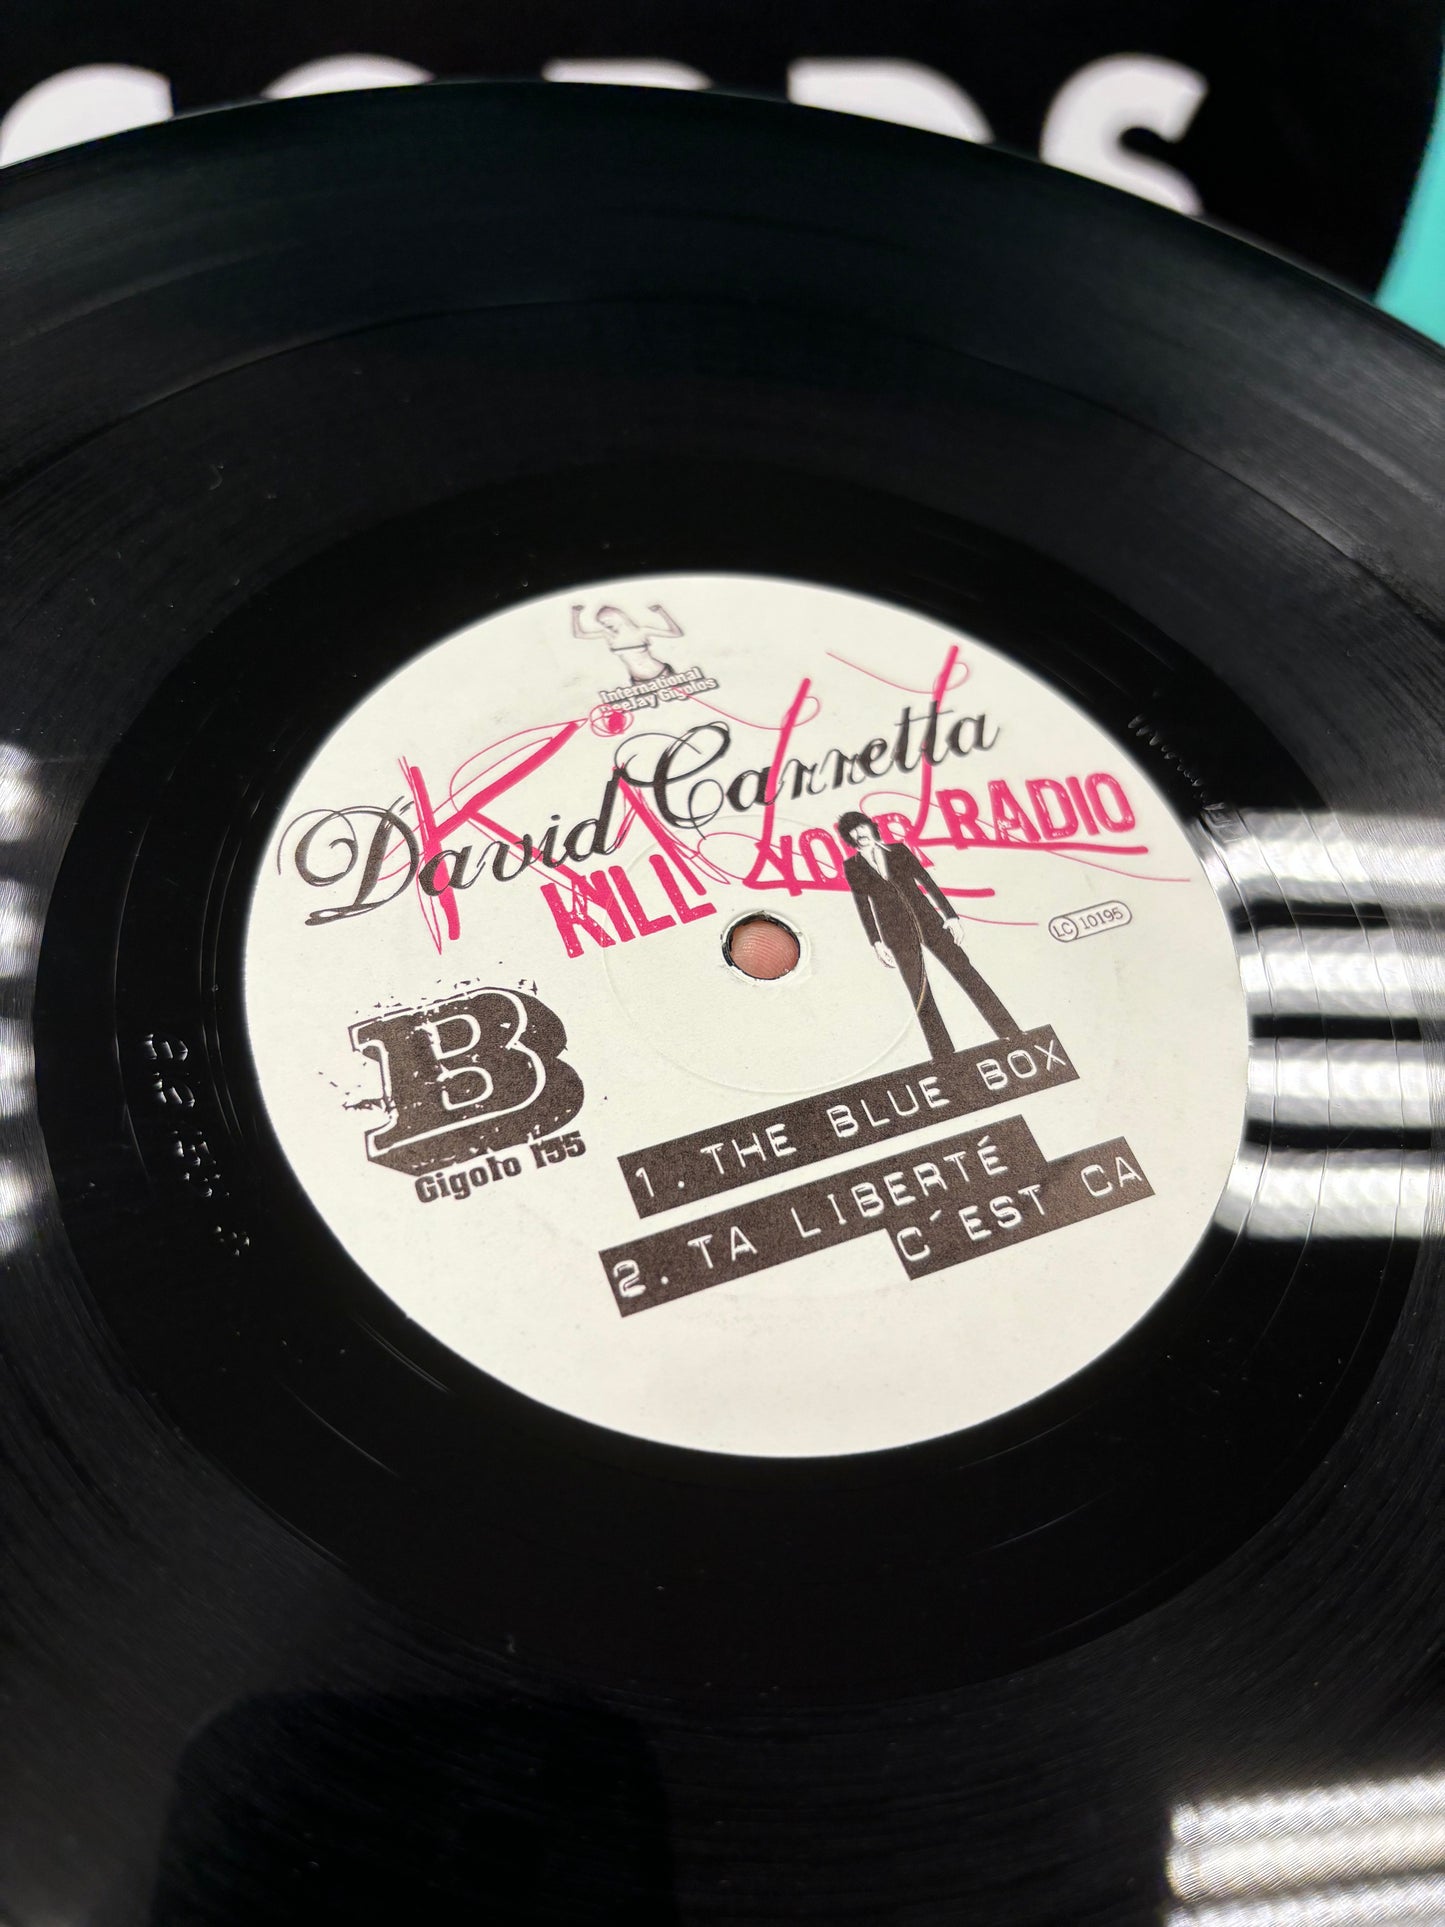 CORDS
International
DeeJay Gigolos
David Carretta
KILL YOUR RADIO
LC 10195
B
Gigolo 155
1. THE BLUE BOX
2. TA LIBERTÉ
C´EST CA